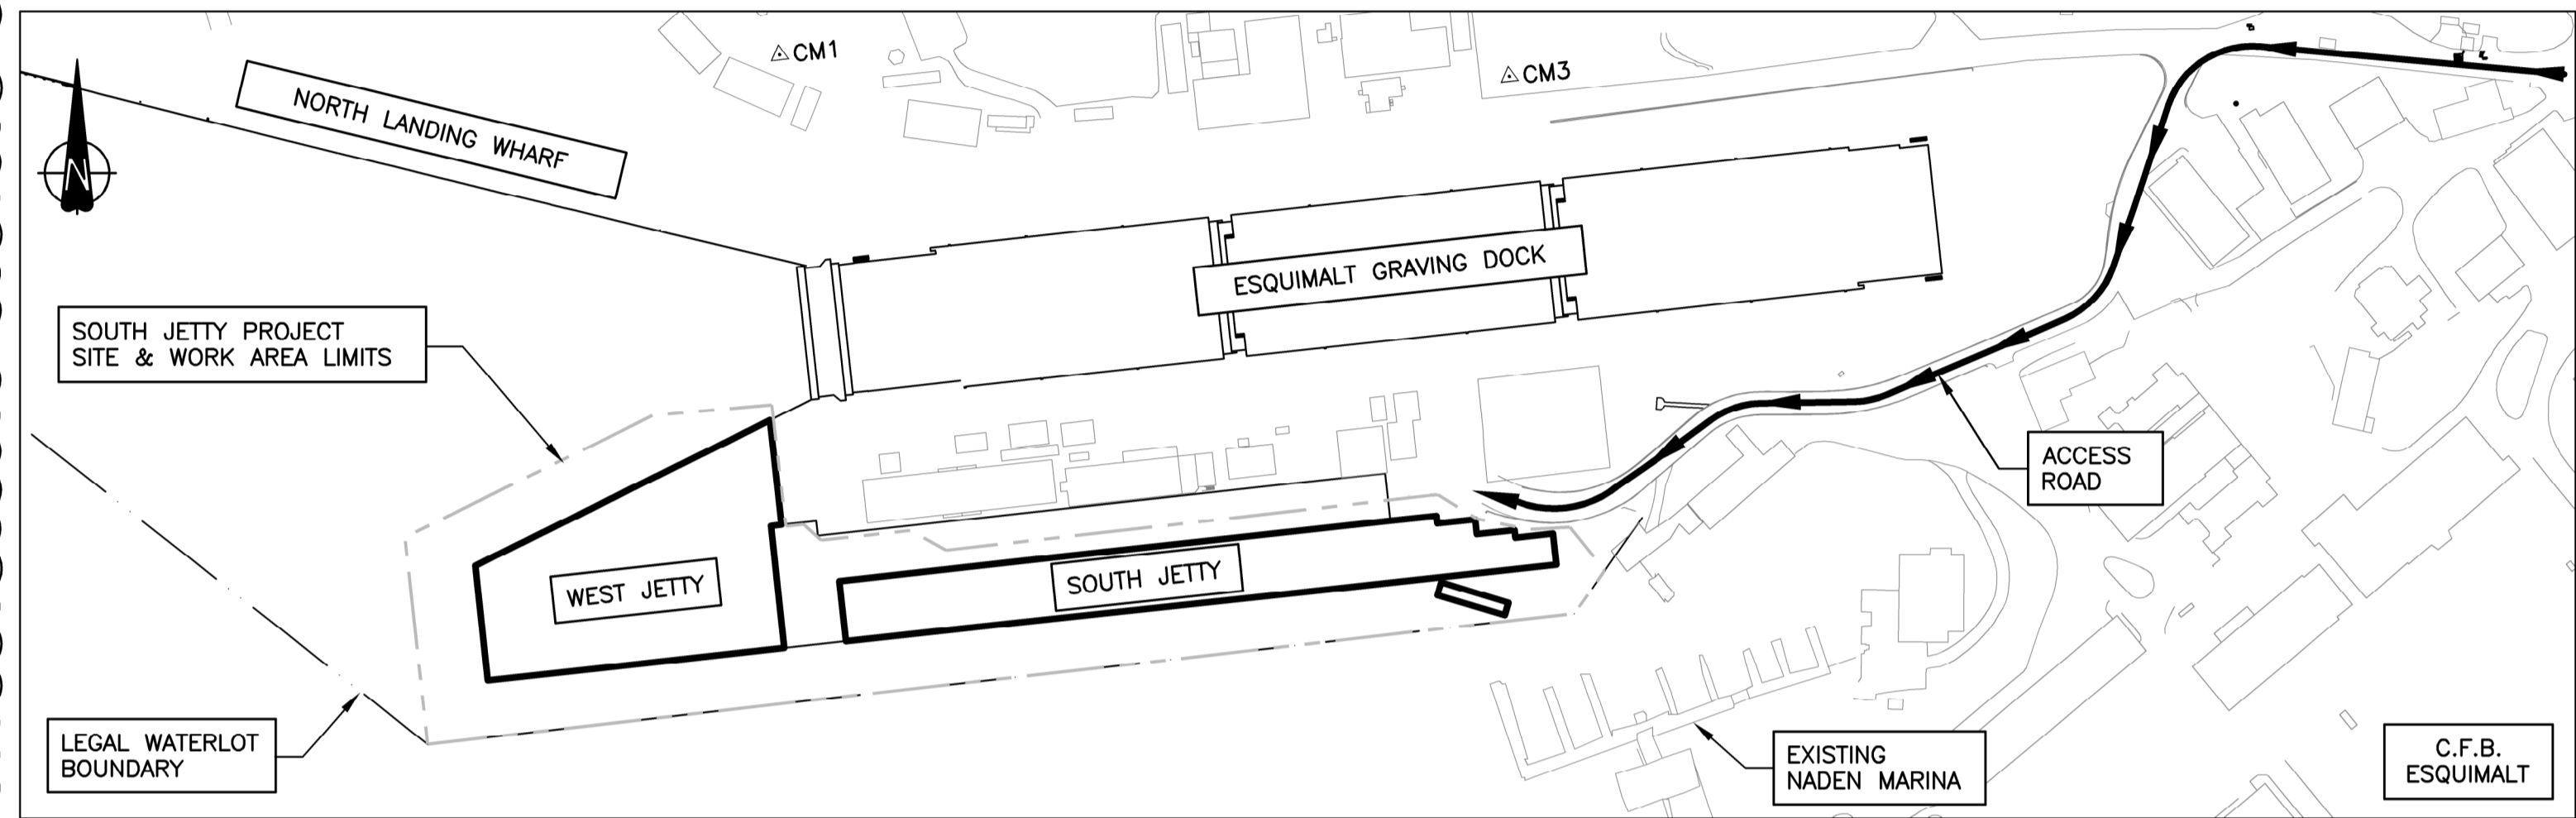 CM1
CM3
NORTH LANDING WHARF
N
ESQUIMALT GRAVING DOCK
SOUTH JETTY PROJECT
SITE & WORK AREA LIMITS
ACCESS
ROAD
WEST JETTY
SOUTH JETTY
LEGAL WATERLOT
BOUNDARY
EXISTING
NADEN MARINA
C.F.B.
ESQUIMALT